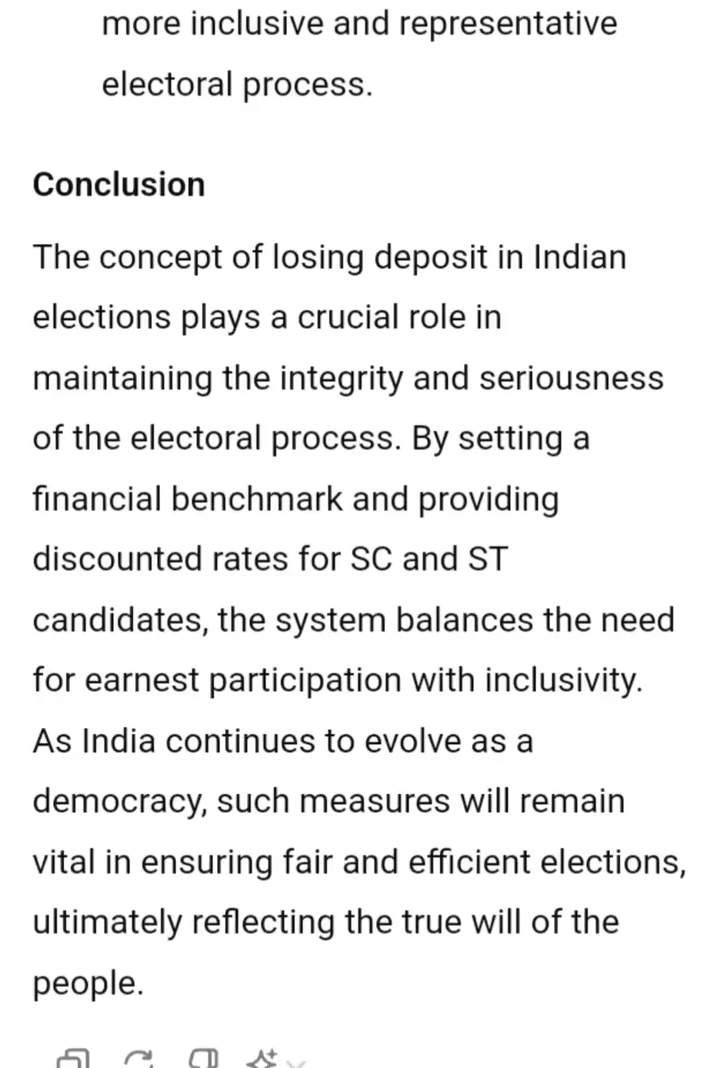 more inclusive and representative
electoral process.
Conclusion
The concept of losing deposit in Indian
elections plays a crucial role in
maintaining the integrity and seriousness
of the electoral process. By setting a
financial benchmark and providing
discounted rates for SC and ST
candidates, the system balances the need
for earnest participation with inclusivity.
As India continues to evolve as a
democracy, such measures will remain
vital in ensuring fair and efficient elections,
ultimately reflecting the true will of the
people.